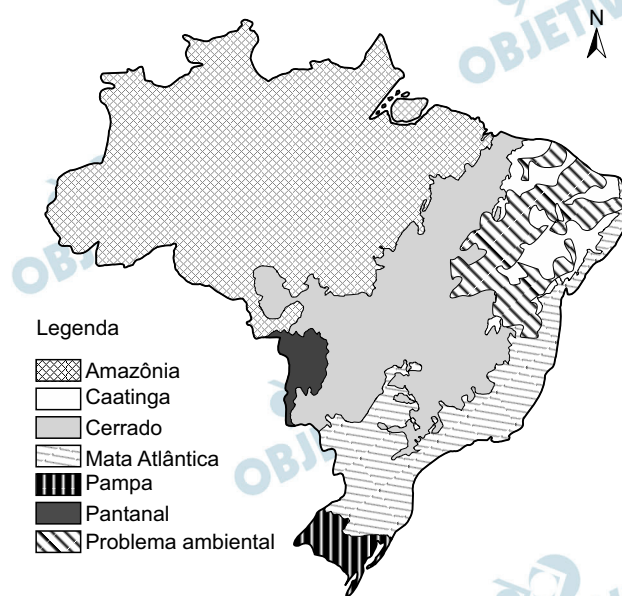 N
OBJETIVO
Legenda
Amazônia
Caatinga
Cerrado
Mata Atlântica
Pampa
Pantanal
Problema ambiental